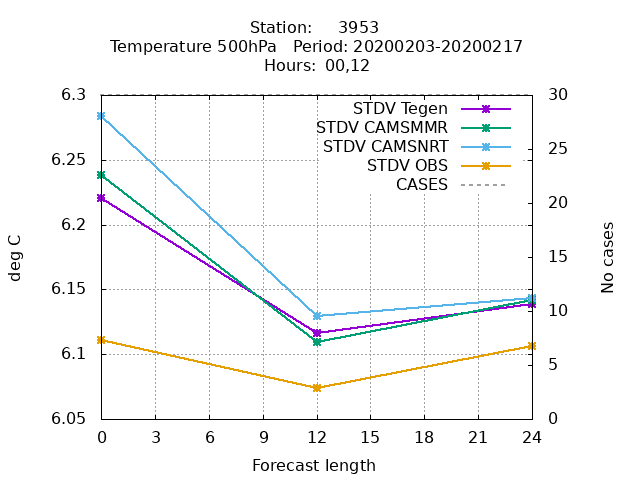 Station:     3953
Temperature 500hPa   Period: 20200203-20200217
Hours: 00,12
6.3
6.25
6.2
6.15
6.1
6.05
deg C
30
25
20
15
10
5
0
No cases
STDV Tegen
STDV CAMSMMR
STDV CAMSNRT
STDV OBS
CASES
0 3 6 9 12 15 18 21 24
Forecast length